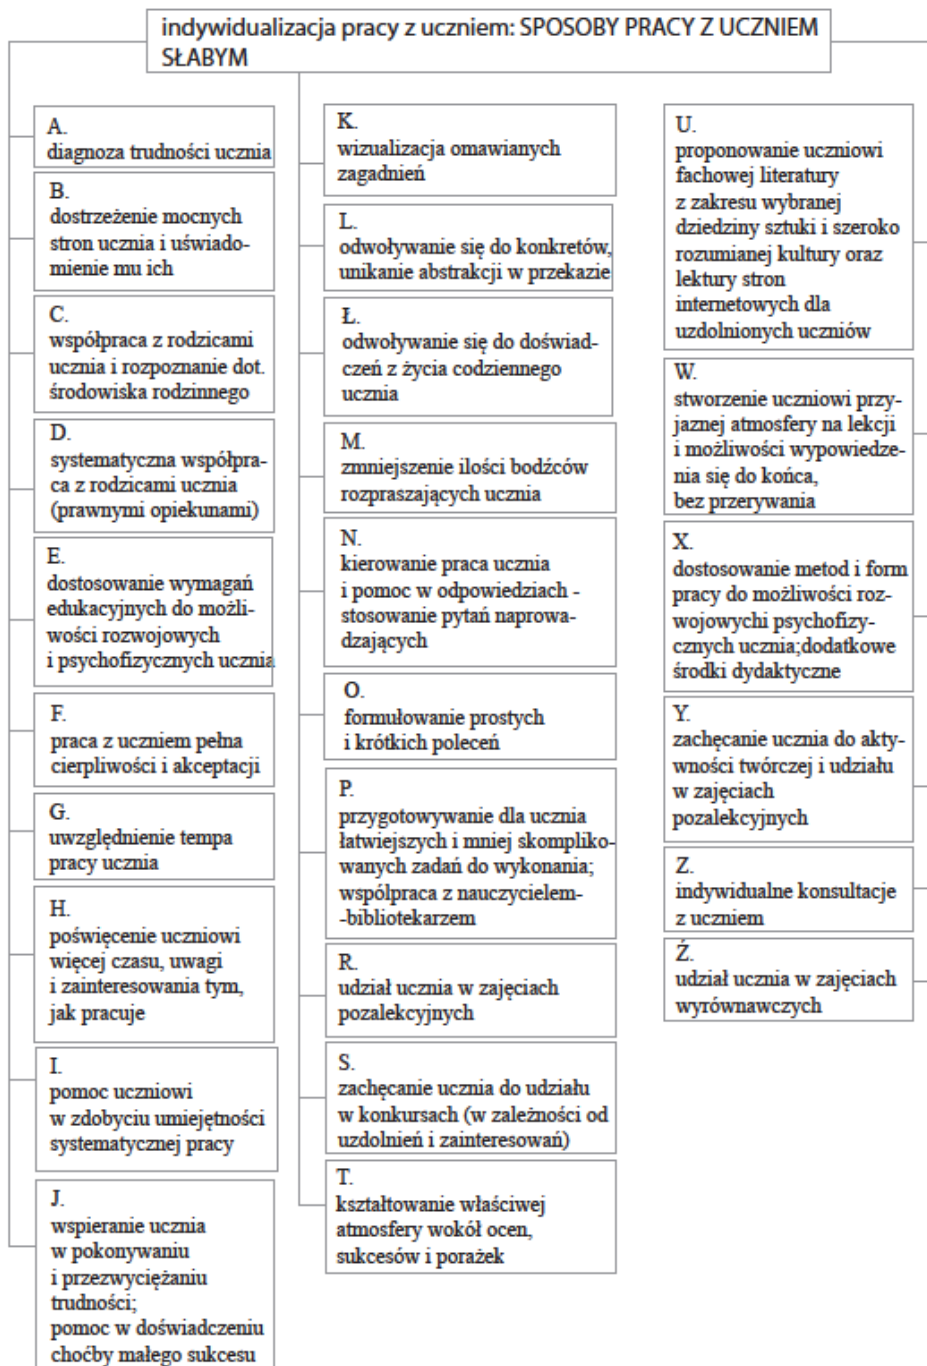 indywidualizacja pracy z uczniem: SPOSOBY PRACY Z UCZNIEM
SŁABYM
A.
diagnoza trudności ucznia
B.
dostrzeżenie mocnych
stron ucznia i uświado-
mienie mu ich
C.
współpraca z rodzicami
ucznia i rozpoznanie dot.
środowiska rodzinnego
D.
systematyczna współpra-
ca z rodzicami ucznia
(prawnymi opiekunami)
E.
dostosowanie wymagań
edukacyjnych do możli-
wości rozwojowych
i psychofizycznych ucznia
F.
praca z uczniem pełna
cierpliwości i akceptacji
G.
uwzględnienie tempa
pracy ucznia
H.
poświęcenie uczniowi
więcej czasu, uwagi
i zainteresowania tym,
jak pracuje
I.
pomoc uczniowi
w zdobyciu umiejętności
systematycznej pracy
J.
wspieranie ucznia
w pokonywaniu
i przezwyciężaniu
trudności;
pomoc w doświadczeniu
choćby małego sukcesu
K.
wizualizacja omawianych
zagadnień
L.
odwoływanie się do konkretów,
unikanie abstrakcji w przekazie
Ł.
odwoływanie się do doświad-
czeń z życia codziennego
ucznia
M.
zmniejszenie ilości bodźców
rozpraszających ucznia
N.
kierowanie praca ucznia
i pomoc w odpowiedziach -
stosowanie pytań naprowa-
dzających
O.
formułowanie prostych
i krótkich poleceń
P.
przygotowywanie dla ucznia
łatwiejszych i mniej skompliko-
wanych zadań do wykonania;
współpraca z nauczycielem-
-bibliotekarzem
R.
udział ucznia w zajęciach
pozalekcyjnych
S.
zachęcanie ucznia do udziału
w konkursach (w zależności od
uzdolnień i zainteresowań)
T.
kształtowanie właściwej
atmosfery wokół ocen,
sukcesów i porażek
U.
proponowanie uczniowi
fachowej literatury
z zakresu wybranej
dziedziny sztuki i szeroko
rozumianej kultury oraz
lektury stron
internetowych dla
uzdolnionych uczniów
W.
stworzenie uczniowi przy-
jaznej atmosfery na lekcji
i możliwości wypowiedze-
nia się do końca,
bez przerywania
X.
dostosowanie metod i form
pracy do możliwości roz-
wojowychi psychofizy-
cznych ucznia;dodatkowe
środki dydaktyczne
Y.
zachęcanie ucznia do akty-
wności twórczej i udziału
w zajęciach
pozalekcyjnych
Z.
indywidualne konsultacje
z uczniem
Ź.
udział ucznia w zajęciach
wyrównawczych